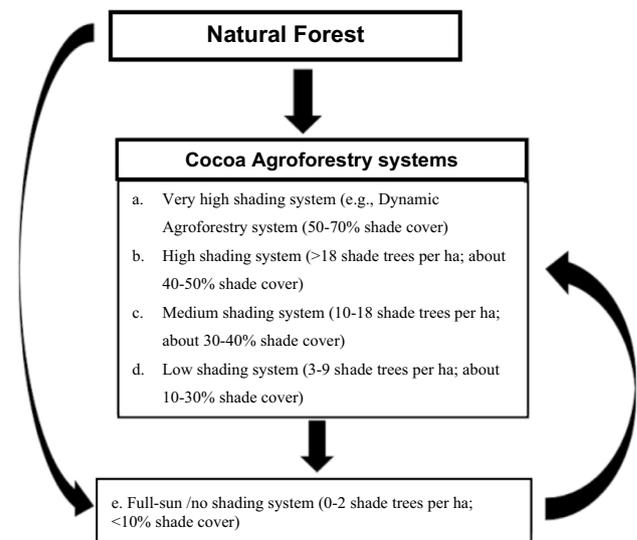 Natural Forest
Cocoa Agroforestry systems
a. Very high shading system (e.g., Dynamic
Agroforestry system (50-70% shade cover)
b. High shading system (>18 shade trees per ha; about
40-50% shade cover)
c. Medium shading system (10-18 shade trees per ha;
about 30-40% shade cover)
d. Low shading system (3-9 shade trees per ha; about
10-30% shade cover)
e. Full-sun /no shading system (0-2 shade trees per ha;
<10% shade cover)